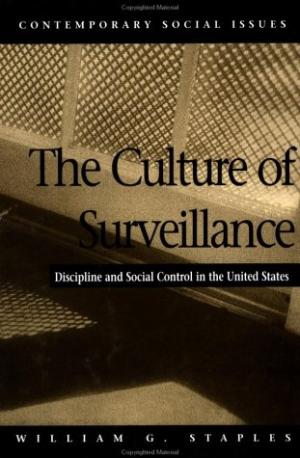 CONTEMPORARY SOCIAL ISSUES
The Culture of
Surveillance
Discipline and Social Control in the United States
WILLIAM G. STAPLES